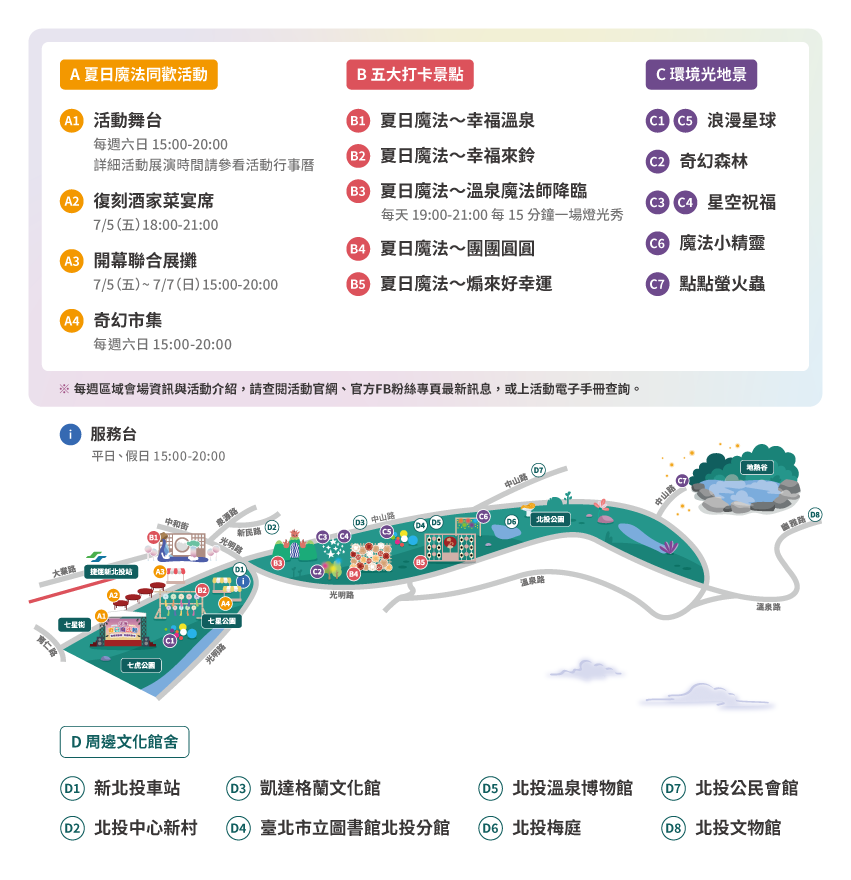 A 夏日魔法同歡活動
A1 活動舞台
每週六日 15:00-20:00
詳細活動展演時間請參看活動行事曆
A2 復刻酒家菜宴席
7/5(五)18:00-21:00
A3 開幕聯合展攤
7/5(五)~ 7/7(日)15:00-20:00
A4 奇幻市集
每週六日 15:00-20:00
B 五大打卡景點
B1 夏日魔法～幸福溫泉
B2 夏日魔法～幸福來鈴
B3 夏日魔法～溫泉魔法師降臨
每天 19:00-21:00 每 15 分鐘一場燈光秀
B4 夏日魔法～團團圓圓
B5 夏日魔法～煽來好幸運
C 環境光地景
C1 C5 浪漫星球
C2 奇幻森林
C3 C4 星空祝福
C6 魔法小精靈
C7 點點螢火蟲
※ 每週區域會場資訊與活動介紹，請查閱活動官網、官方FB粉絲專頁最新訊息，或上活動電子手冊查詢。
i 服務台
平日、假日 15:00-20:00
中山路
D7
地熱谷
中山路
C7
D8
幽雅路
中和街
泉源路
新民路
D2
D3
中山路
D4
D5
C6
D6
北投公園
B1
光明路
C3
C4
C5
大業路
捷運新北投站
A3
D1
i
B3
C2
B4
B5
溫泉路
溫泉路
光明路
A2
B2
A4
A1
七星街
七星公園
C1
育仁路
七虎公園
光明路
D 周邊文化館舍
D1 新北投車站
D3 凱達格蘭文化館
D5 北投溫泉博物館
D7 北投公民會館
D2 北投中心新村
D4 臺北市立圖書館北投分館
D6 北投梅庭
D8 北投文物館